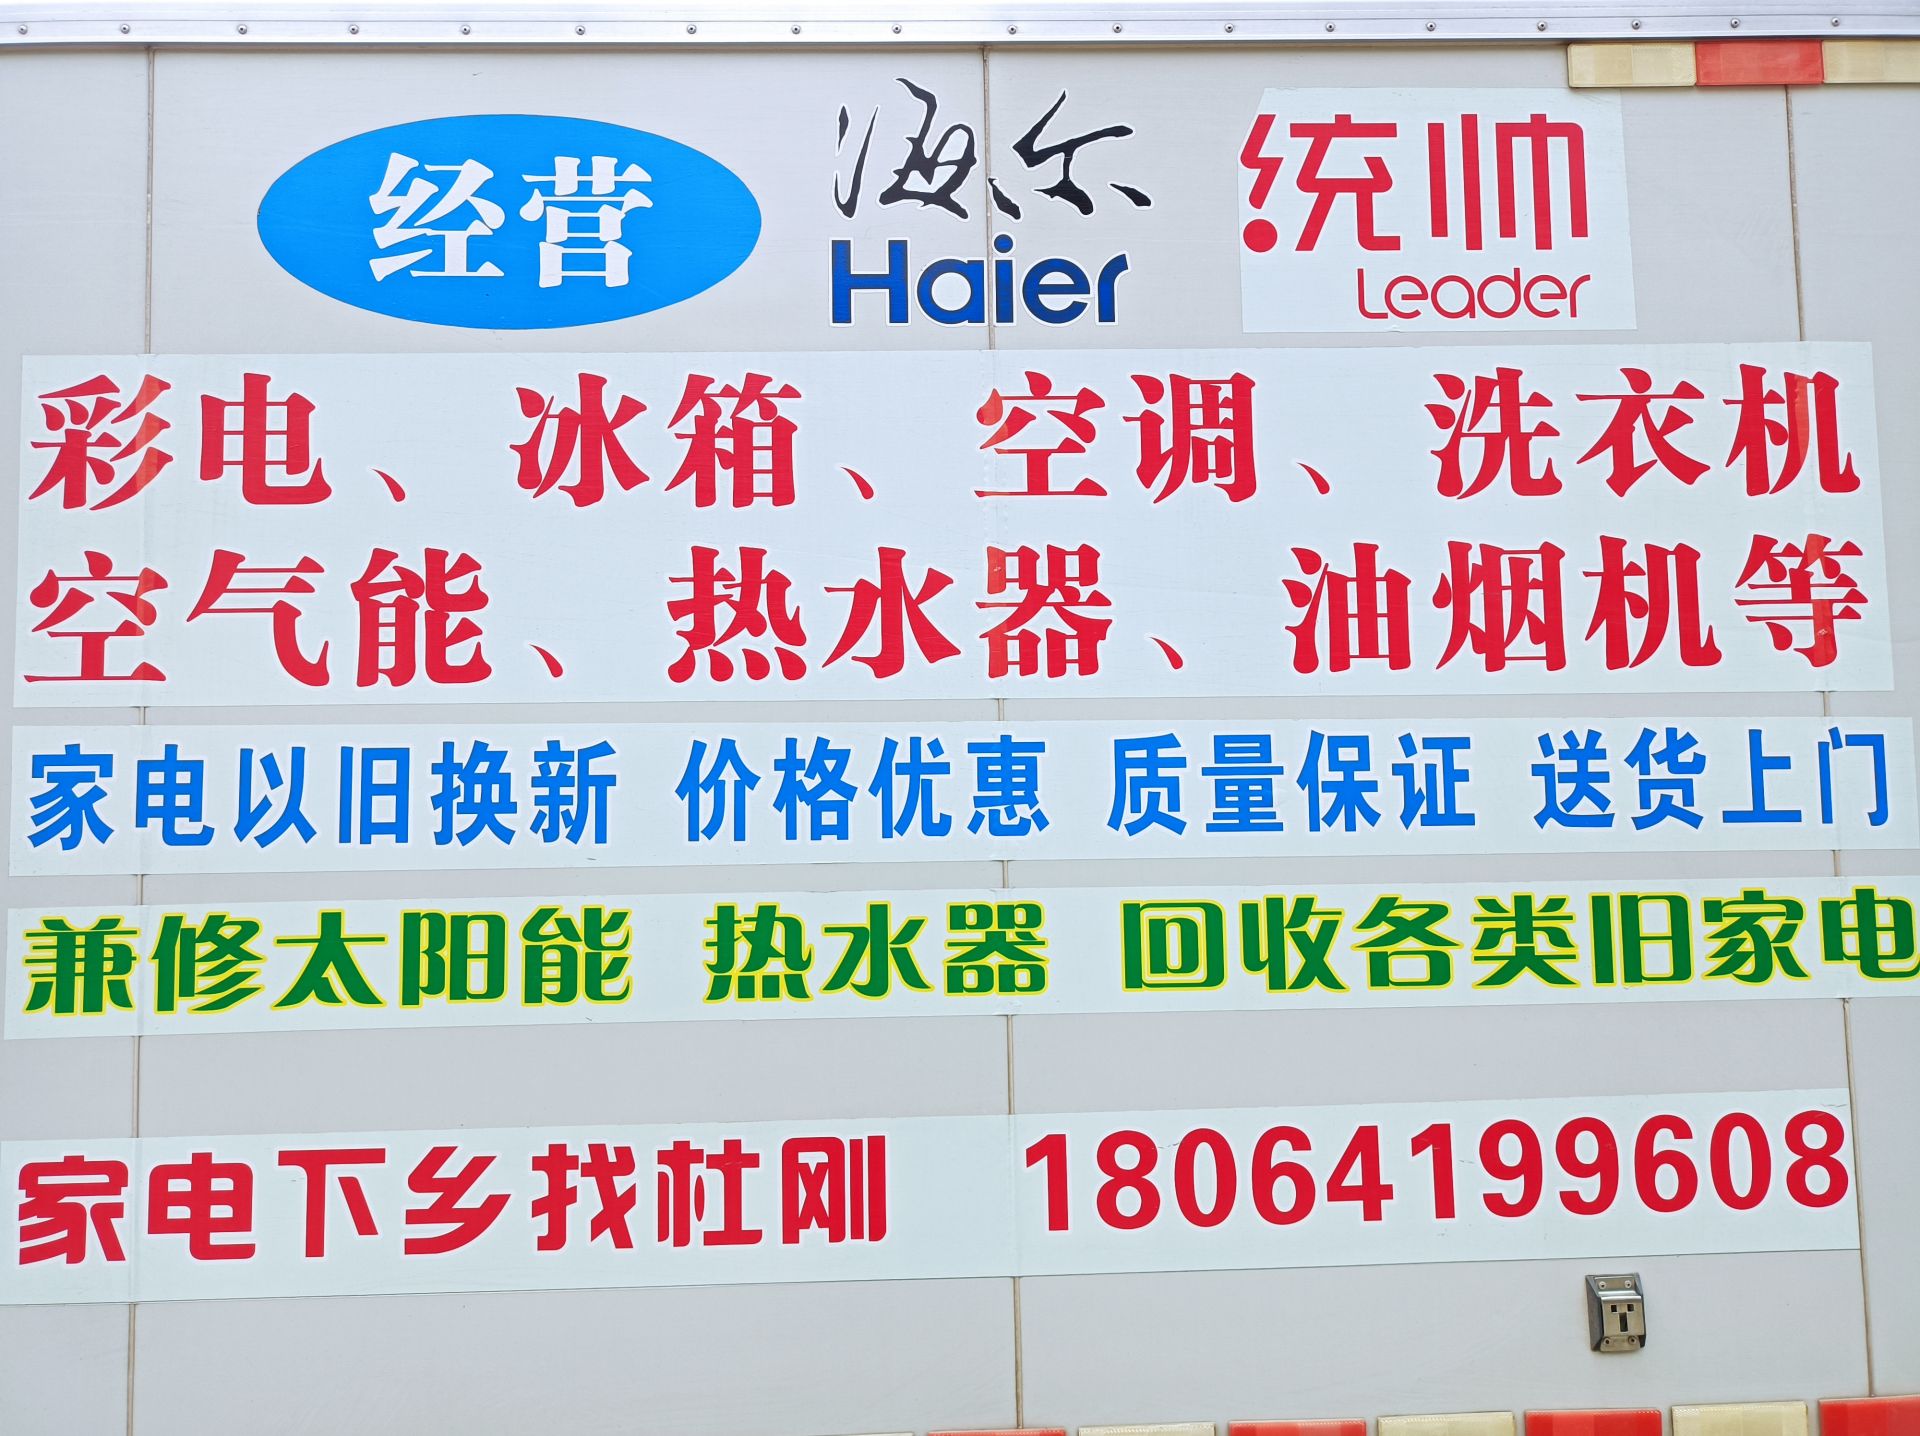 经营 海尔 统帅
Haier Leader
彩电、冰箱、空调、洗衣机
空气能、热水器、油烟机等
家电以旧换新 价格优惠 质量保证 送货上门
兼修太阳能 热水器 回收各类旧家电
家电下乡找杜刚 18064199608